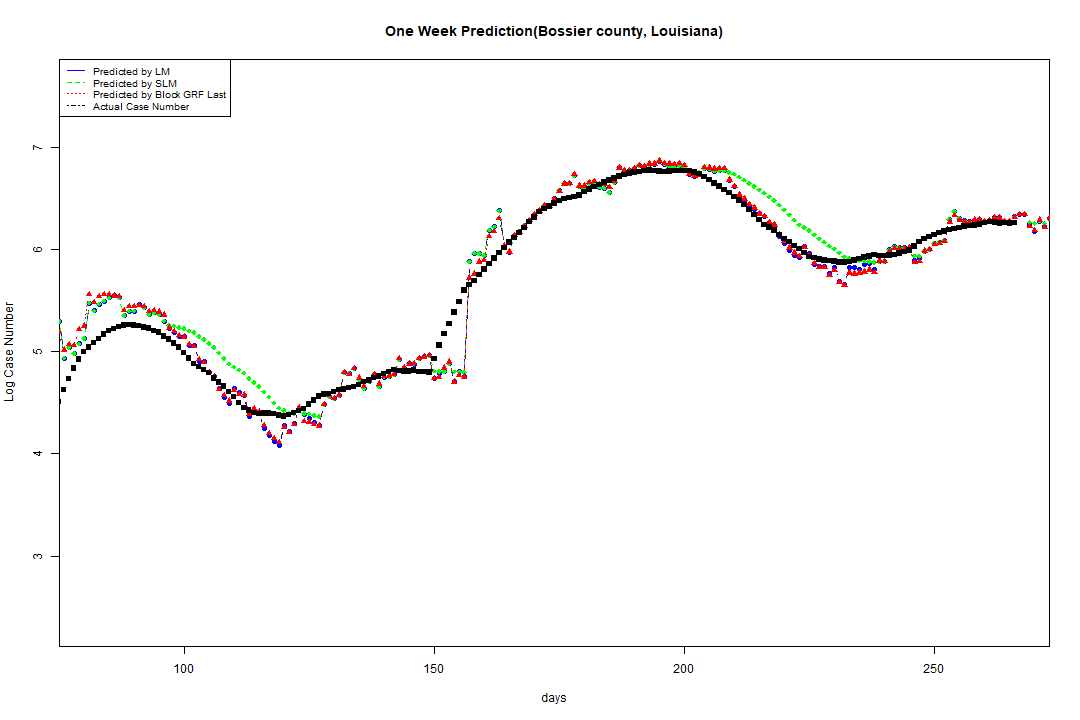 One Week Prediction(Bossier county, Louisiana)
Predicted by LM
Predicted by SLM
Predicted by Block GRF Last
Actual Case Number
7
6
5
4
3
Log Case Number
100 150 200 250
days